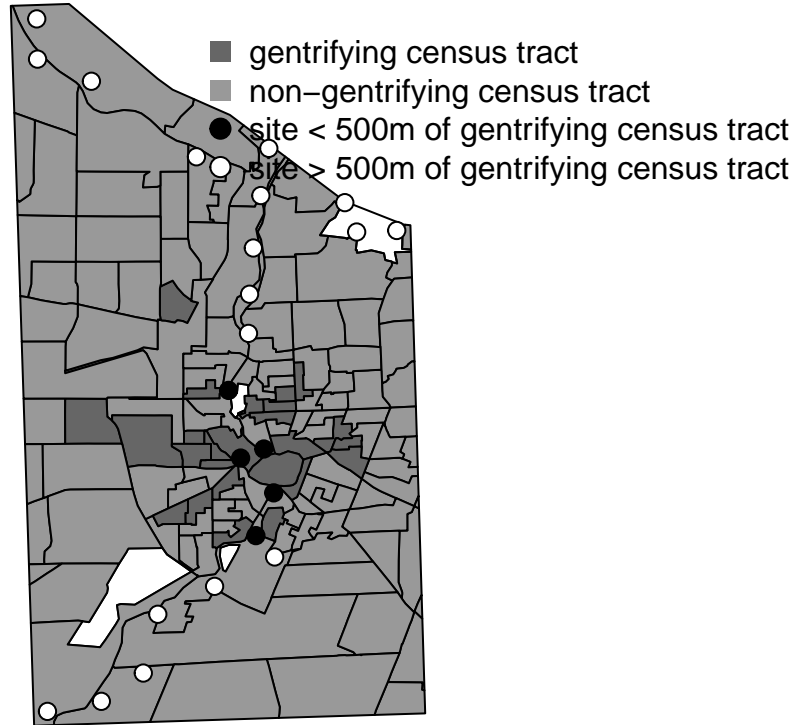 gentrifying census tract
non−gentrifying census tract
site < 500m of gentrifying census tract
site > 500m of gentrifying census tract